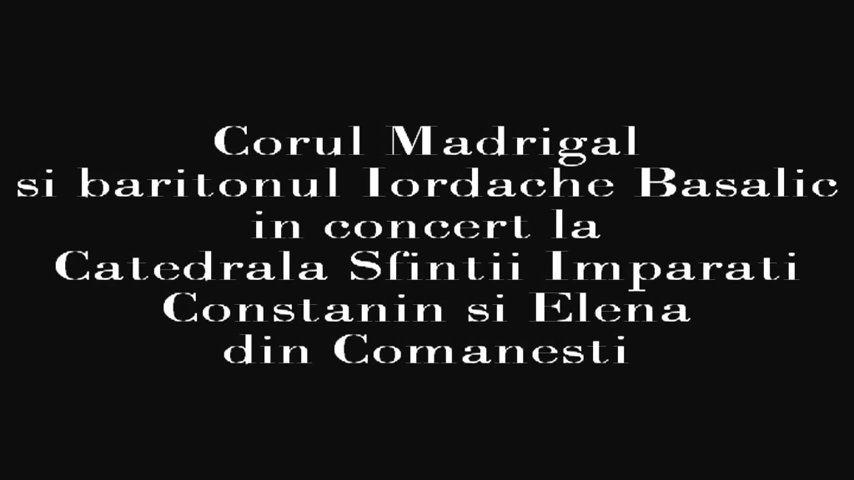 Corul Madrigal
si baritonul Iordache Basalic
in concert la
Catedrala Sfintii Imparati
Constanin si Elena
din Comanesti